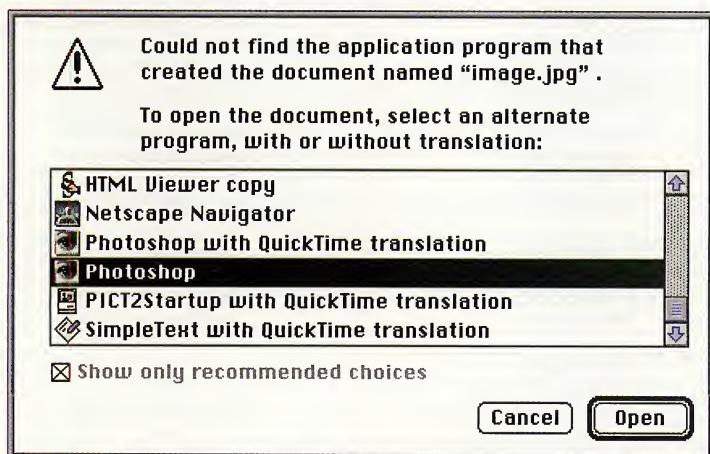 Could not find the application program that
created the document named “image.jpg” .
To open the document, select an alternate
program, with or without translation:
HTML Viewer copy
Netscape Navigator
Photoshop with QuickTime translation
Photoshop
PICT2Startup with QuickTime translation
SimpleText with QuickTime translation
Show only recommended choices
Cancel Open